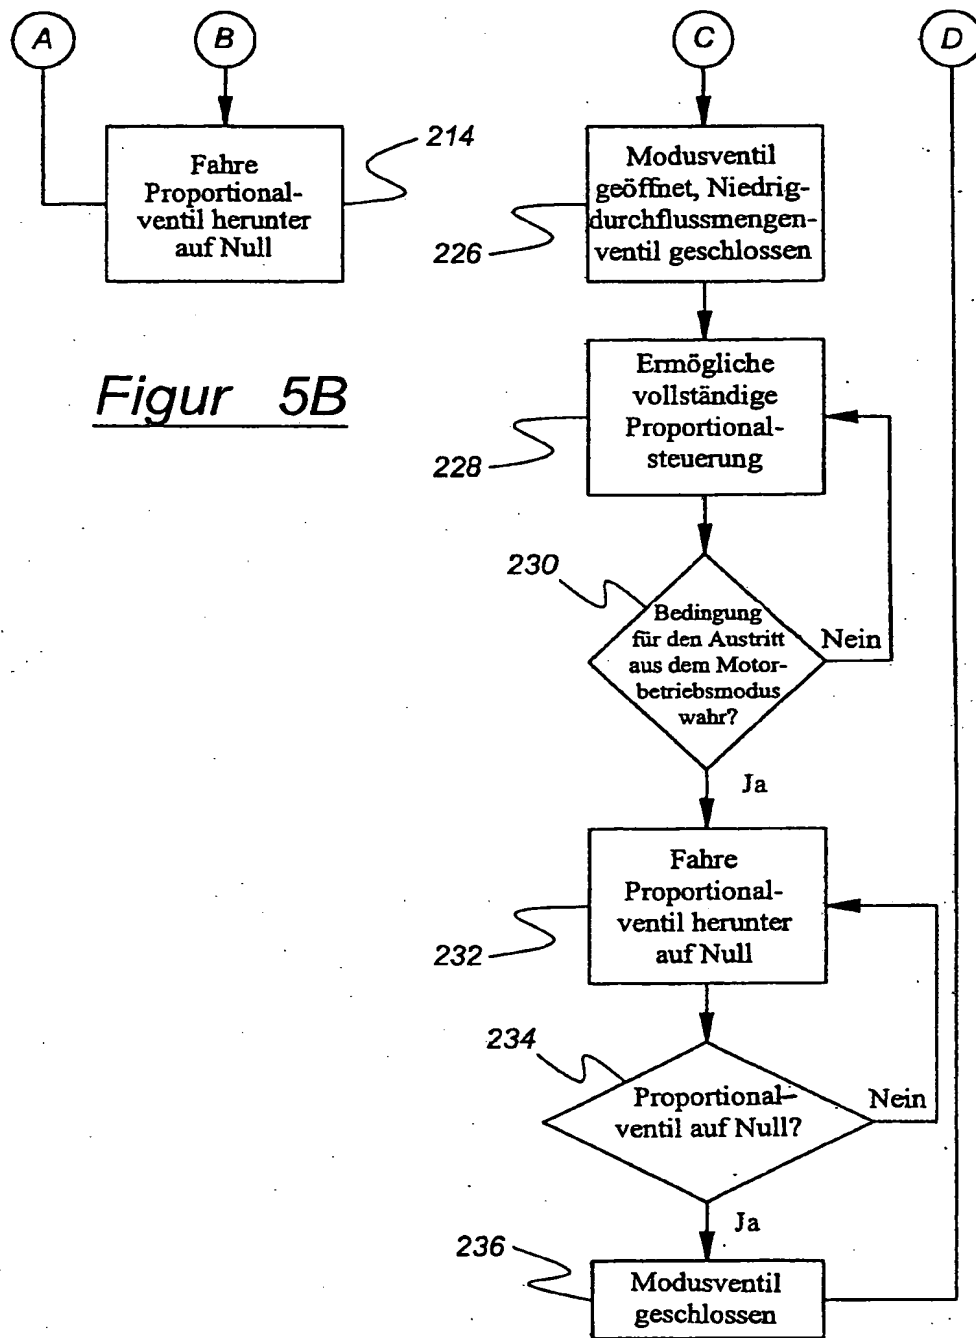 A
B
C
D
Fahre
Proportional-
ventil herunter
auf Null
214
Modusventil
geöffnet, Niedrig-
durchflussmengen-
ventil geschlossen
226
Figur 5B
Ermögliche
vollständige
Proportional-
steuerung
228
230
Bedingung
für den Austritt
aus dem Motor-
betriebsmodus
wahr?
Nein
Ja
Fahre
Proportional-
ventil herunter
auf Null
232
234
Proportional-
ventil auf Null?
Nein
Ja
236
Modusventil
geschlossen